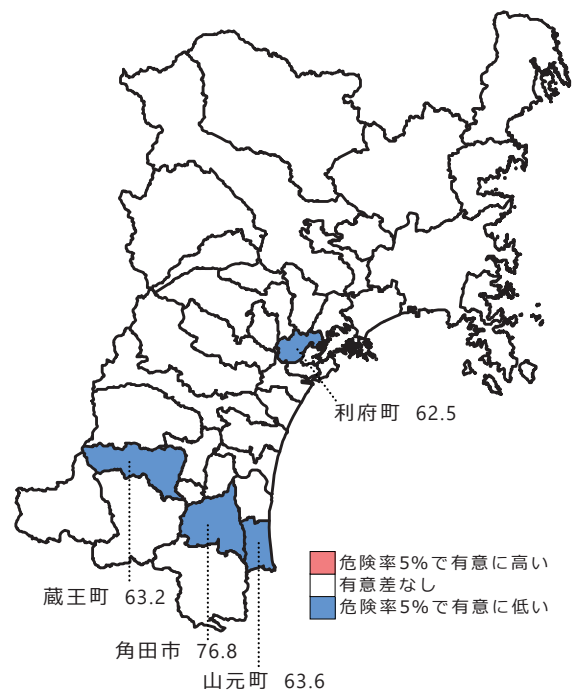 利府町 62.5
危険率5%で有意に高い
有意差なし
危険率5%で有意に低い
蔵王町 63.2
角田市 76.8
山元町 63.6